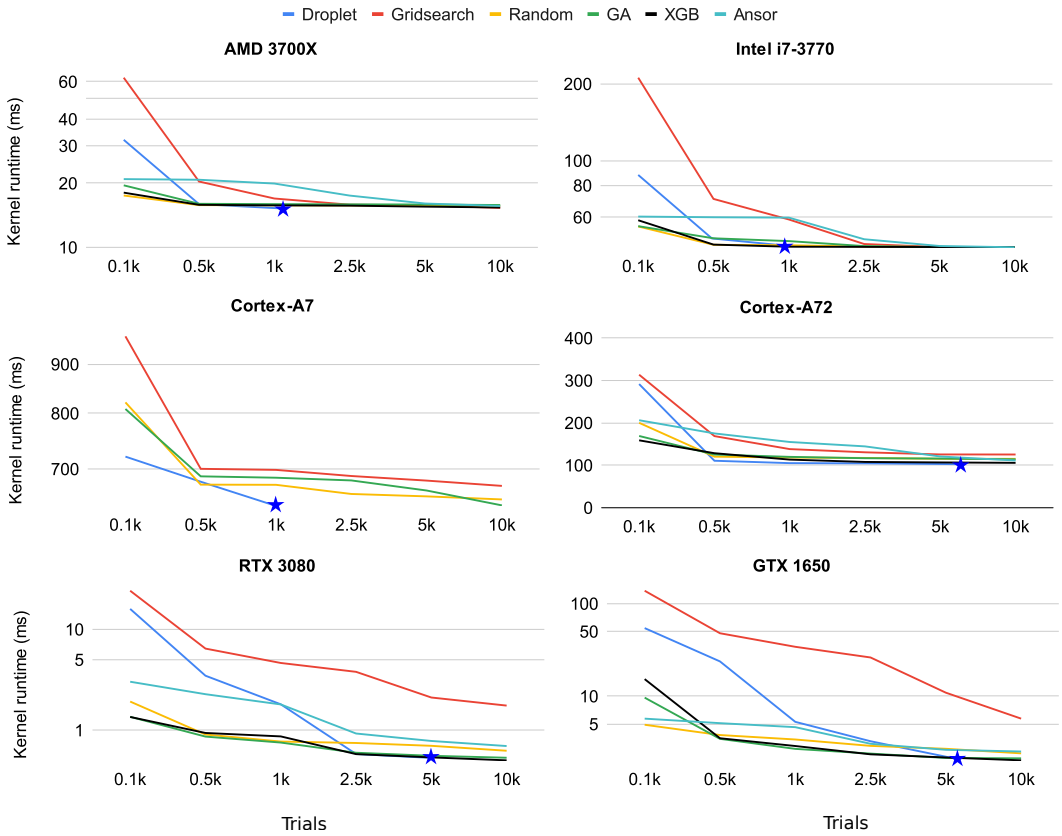 Droplet Gridsearch Random GA XGB Ansor
AMD 3700X
Kernel runtime (ms)
60
40
30
20
10
0.1k 0.5k 1k 2.5k 5k 10k
Intel i7-3770
200
100
80
60
0.1k 0.5k 1k 2.5k 5k 10k
Cortex-A7
Kernel runtime (ms)
900
800
700
0.1k 0.5k 1k 2.5k 5k 10k
Cortex-A72
400
300
200
100
0
0.1k 0.5k 1k 2.5k 5k 10k
RTX 3080
Kernel runtime (ms)
10
5
1
0.1k 0.5k 1k 2.5k 5k 10k
Trials
GTX 1650
100
50
10
5
0.1k 0.5k 1k 2.5k 5k 10k
Trials